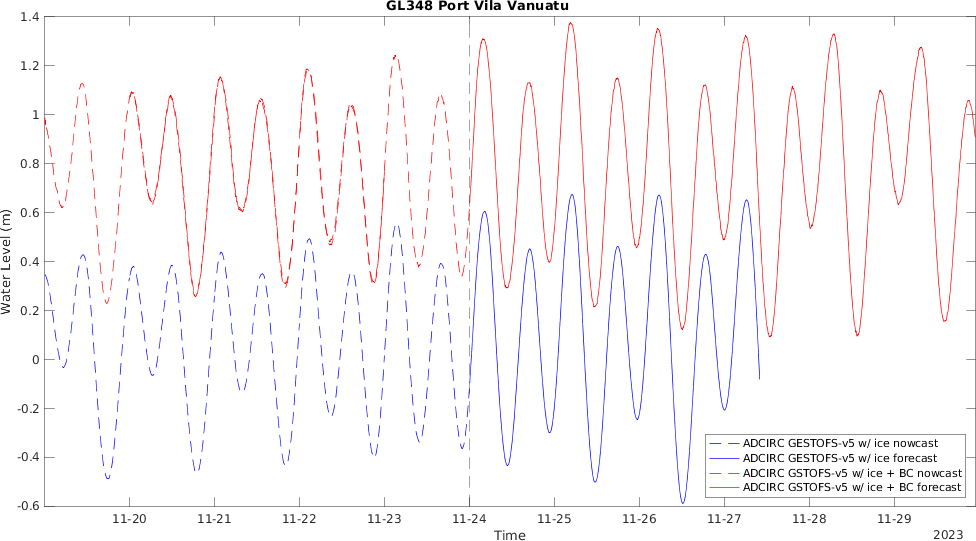 GL348 Port Vila Vanuatu
1.4
1.2
1
0.8
0.6
0.4
0.2
0
-0.2
-0.4
-0.6
Water Level (m)
ADCIRC GESTOFS-v5 w/ ice nowcast
ADCIRC GESTOFS-v5 w/ ice forecast
ADCIRC GSTOFS-v5 w/ ice + BC nowcast
ADCIRC GSTOFS-v5 w/ ice + BC forecast
11-20 11-21 11-22 11-23 11-24 11-25 11-26 11-27 11-28 11-29
Time
2023